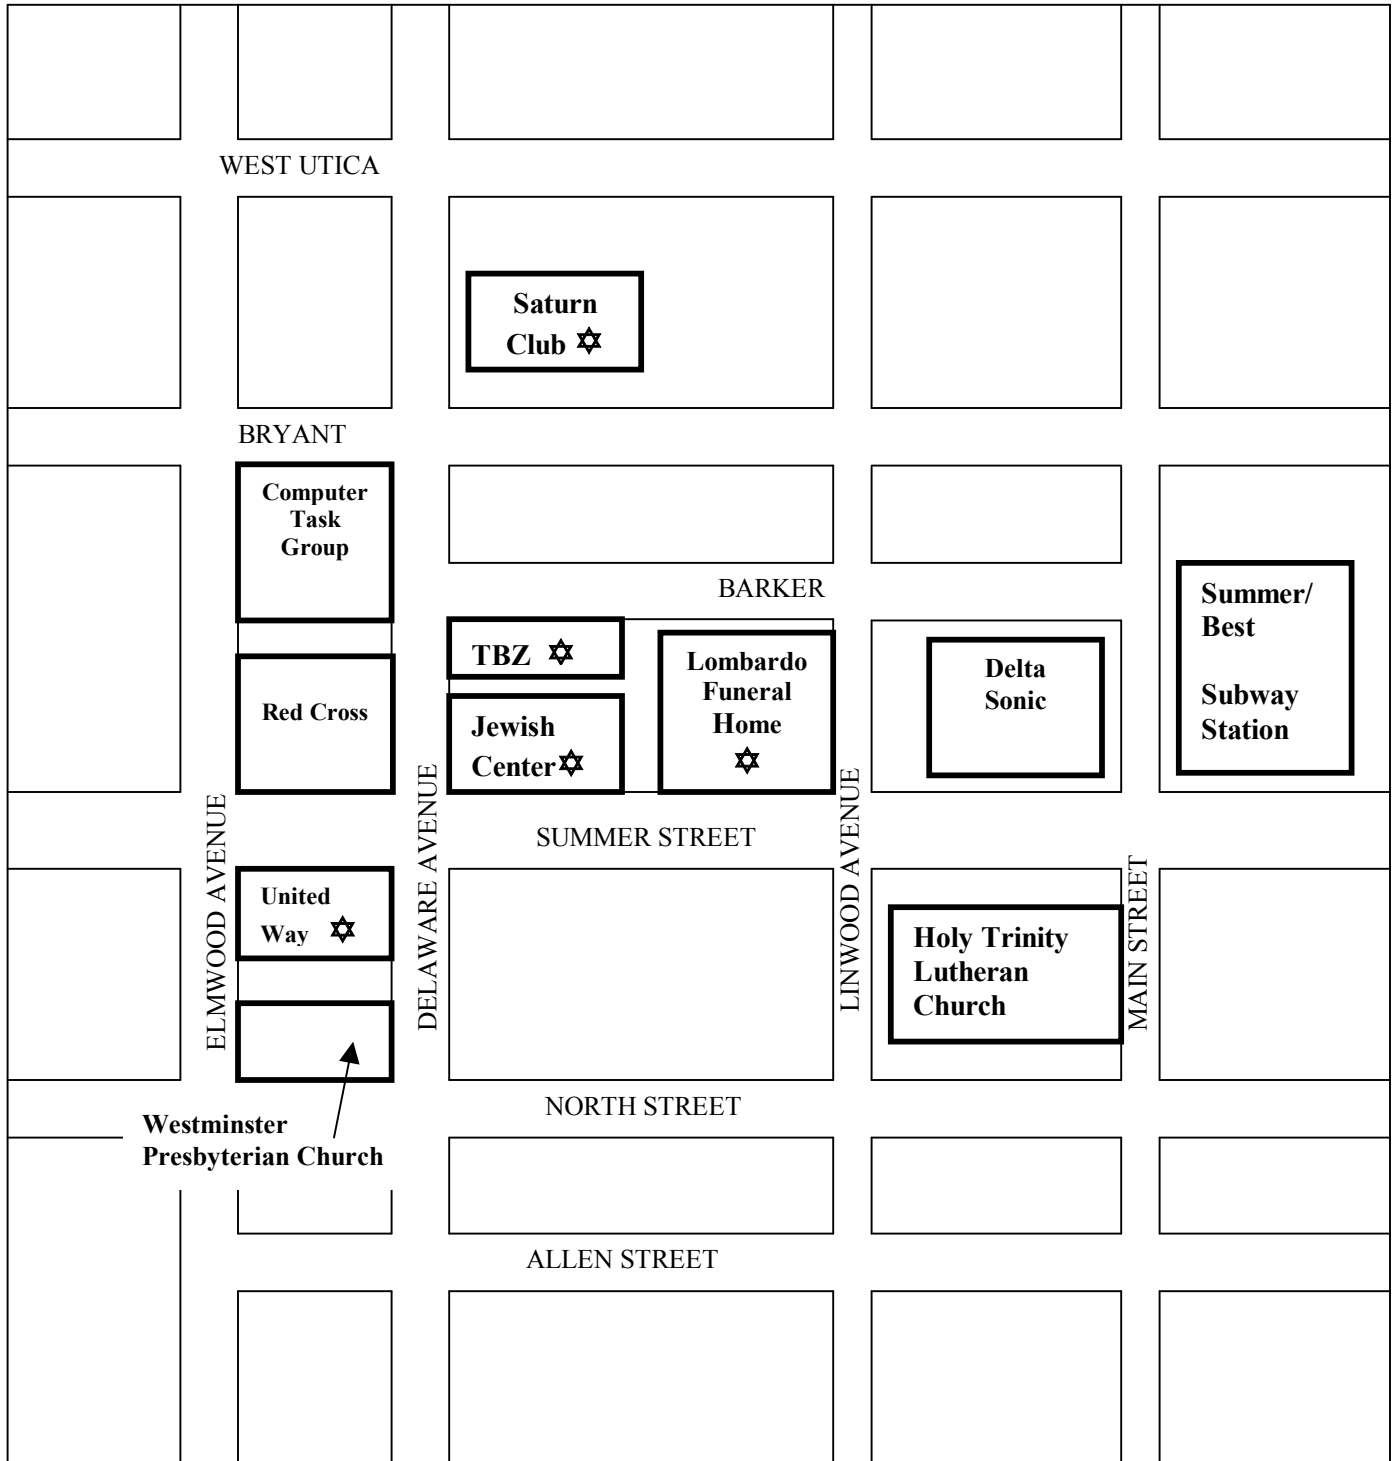 WEST UTICA
Saturn
Club ✡
BRYANT
Computer
Task
Group
BARKER
Summer/
Best
Subway
Station
TBZ ✡
Lombardo
Funeral
Home
✡
Delta
Sonic
Red Cross
Jewish
Center✡
ELMWOOD AVENUE
DELAWARE AVENUE
SUMMER STREET
LINWOOD AVENUE
MAIN STREET
United
Way ✡
Holy Trinity
Lutheran
Church
NORTH STREET
Westminster
Presbyterian Church
ALLEN STREET